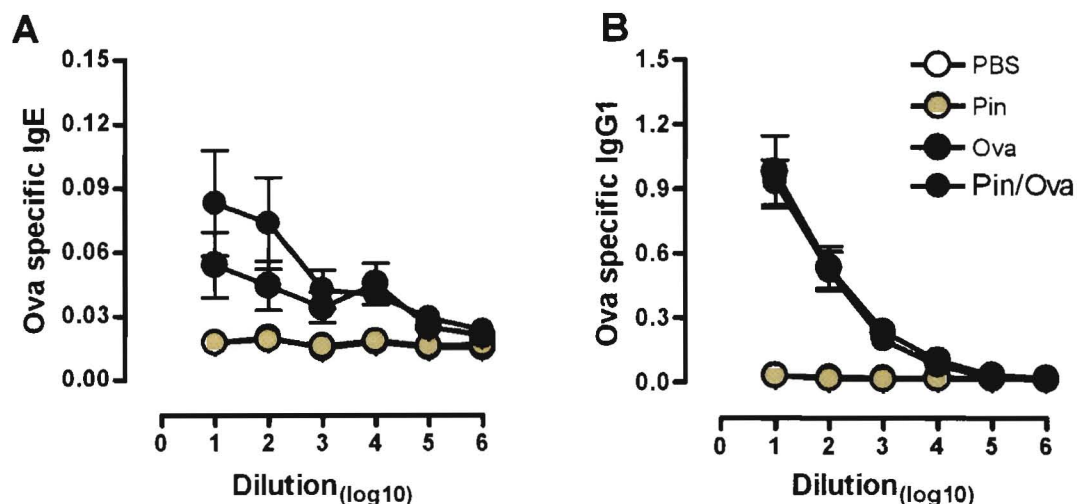 A
Ova specific IgE
0.15
0.12
0.09
0.06
0.03
0.00
0 1 2 3 4 5 6
Dilution(log10)
B
Ova specific IgG1
1.5
1.2
0.9
0.6
0.3
0.0
0 1 2 3 4 5 6
Dilution(log10)
PBS
Pin
Ova
Pin/Ova